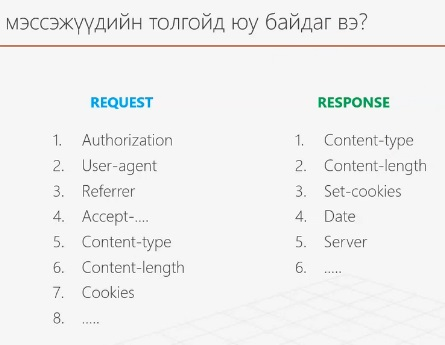 мэссэжүүдийн толгойд юу байдаг вэ?
REQUEST
1. Authorization
2. User-agent
3. Referrer
4. Accept-....
5. Content-type
6. Content-length
7. Cookies
8. .....
RESPONSE
1. Content-type
2. Content-length
3. Set-cookies
4. Date
5. Server
6. .....